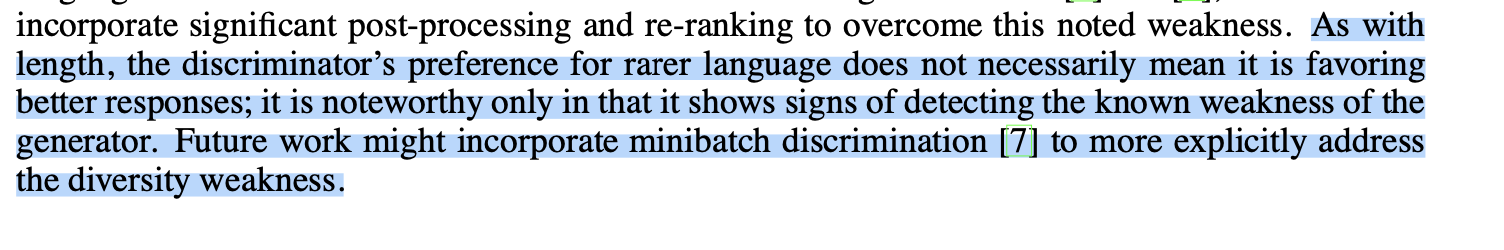 incorporate significant post-processing and re-ranking to overcome this noted weakness. As with
length, the discriminator’s preference for rarer language does not necessarily mean it is favoring
better responses; it is noteworthy only in that it shows signs of detecting the known weakness of the
generator. Future work might incorporate minibatch discrimination [7] to more explicitly address
the diversity weakness.